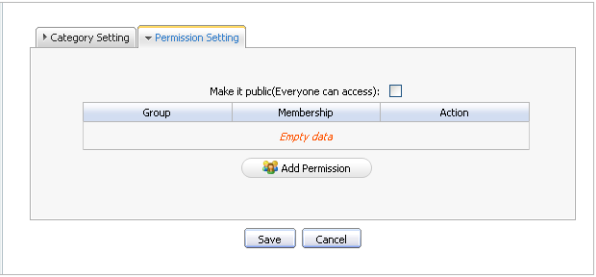 Category Setting Permission Setting
Make it public(Everyone can access):
Group Membership Action
Empty data
Add Permission
Save Cancel